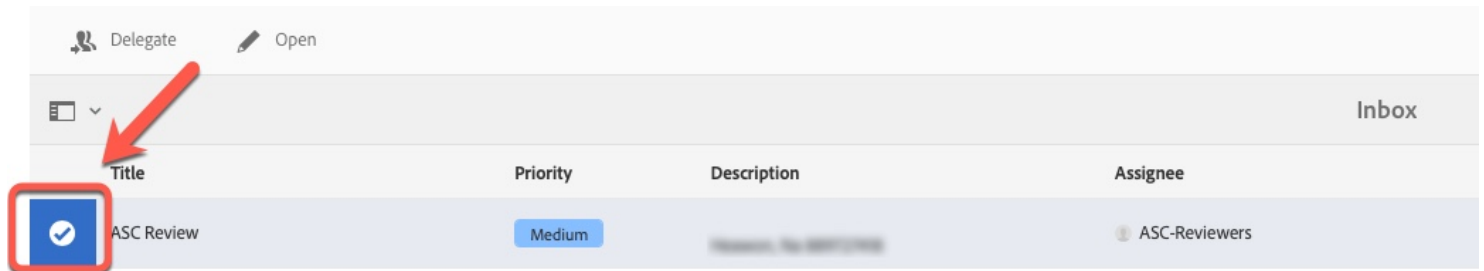 Delegate Open
Inbox
Title Priority Description Assignee
ASC Review Medium ASC-Reviewers